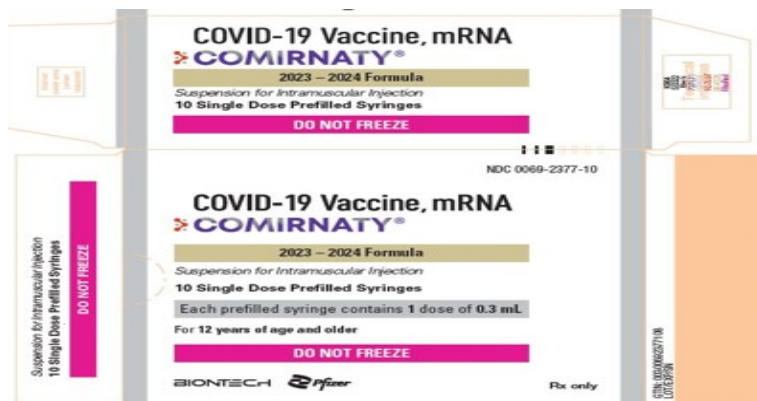 COVID-19 Vaccine, mRNA
COMIRNATY®
2023 – 2024 Formula
Suspension for Intramuscular Injection
10 Single Dose Prefilled Syringes
DO NOT FREEZE
NDC 0069-2377-10
COVID-19 Vaccine, mRNA
COMIRNATY®
2023 – 2024 Formula
Suspension for Intramuscular Injection
10 Single Dose Prefilled Syringes
Each prefilled syringe contains 1 dose of 0.3 mL
For 12 years of age and older
DO NOT FREEZE
BIONTECH Pfizer
Rx only
Suspension for Intramuscular Injection
10 Single Dose Prefilled Syringes
DO NOT FREEZE
LOT/EXP/SN